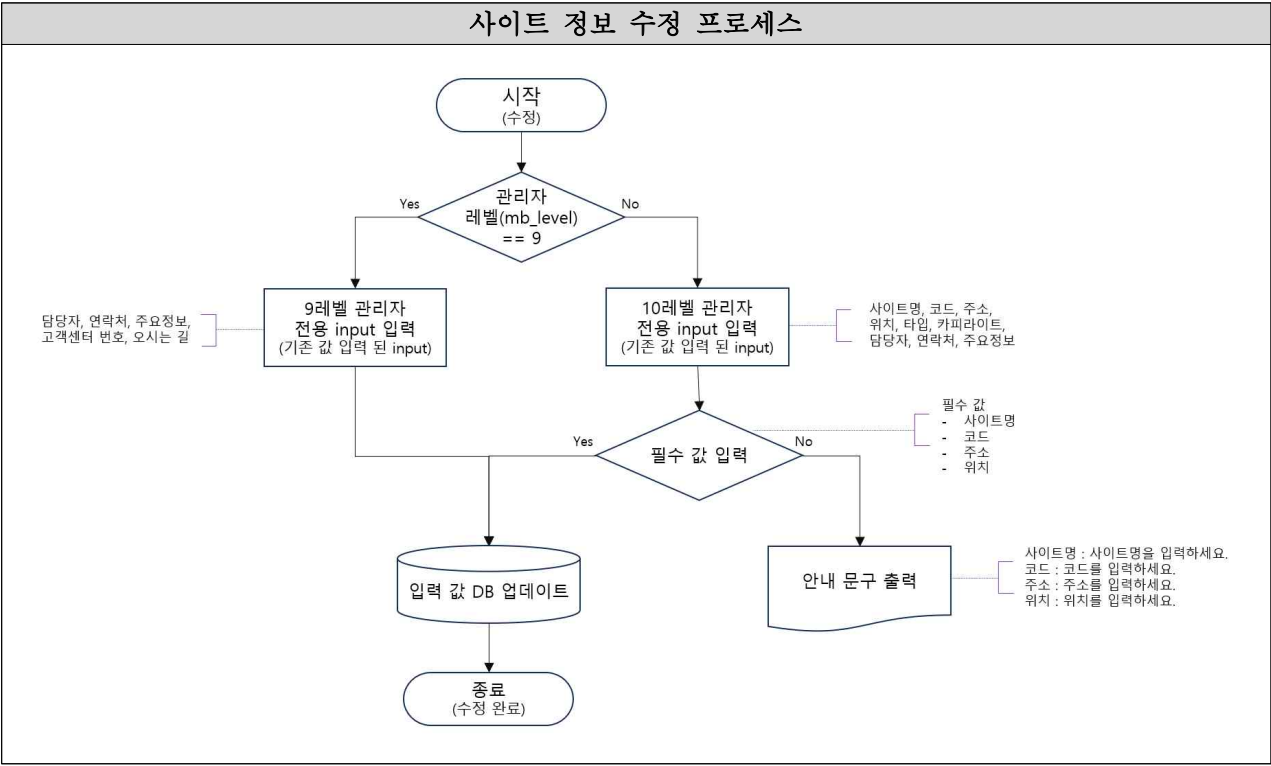 사이트 정보 수정 프로세스
시작
(수정)
관리자
레벨(mb_level)
== 9
Yes
No
9레벨 관리자
전용 input 입력
(기존 값 입력 된 input)
담당자, 연락처, 주요정보,
고객센터 번호, 오시는 길
10레벨 관리자
전용 input 입력
(기존 값 입력 된 input)
사이트명, 코드, 주소,
위치, 타입, 카피라이트,
담당자, 연락처, 주요정보
필수 값 입력
Yes
No
필수 값
- 사이트명
- 코드
- 주소
- 위치
입력 값 DB 업데이트
안내 문구 출력
사이트명 : 사이트명을 입력하세요.
코드 : 코드를 입력하세요.
주소 : 주소를 입력하세요.
위치 : 위치를 입력하세요.
종료
(수정 완료)